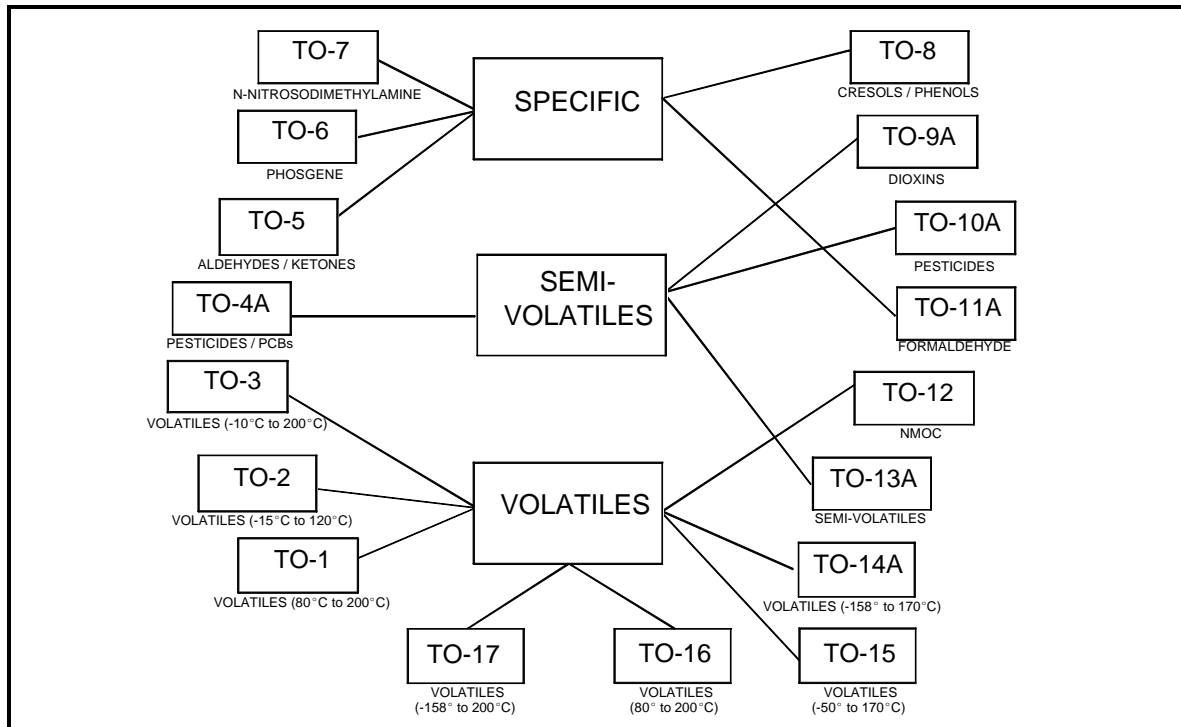 TO-7
N-NITROSODIMETHYLAMINE
TO-6
PHOSGENE
TO-5
ALDEHYDES / KETONES
TO-4A
PESTICIDES / PCBs
TO-3
VOLATILES (-10°C to 200°C)
TO-2
VOLATILES (-15°C to 120°C)
TO-1
VOLATILES (80°C to 200°C)
SPECIFIC
SEMI-
VOLATILES
VOLATILES
TO-17
VOLATILES
(-158° to 200°C)
TO-16
VOLATILES
(80° to 200°C)
TO-8
CRESOLS / PHENOLS
TO-9A
DIOXINS
TO-10A
PESTICIDES
TO-11A
FORMALDEHYDE
TO-12
NMOC
TO-13A
SEMI-VOLATILES
TO-14A
VOLATILES (-158° to 170°C)
TO-15
VOLATILES
(-50° to 170°C)